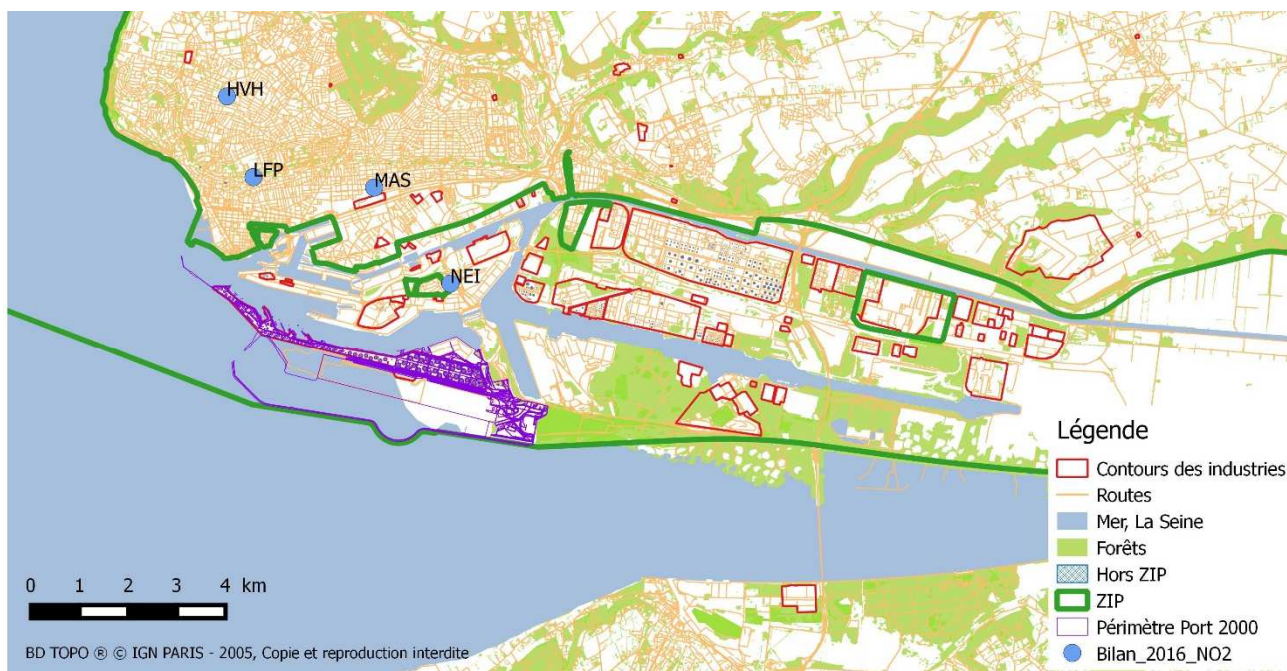 HVH
LFP
MAS
NEI
Légende
Contours des industries
Routes
Mer, La Seine
Forêts
Hors ZIP
ZIP
Périmètre Port 2000
Bilan_2016_NO2
0 1 2 3 4 km
BD TOPO ® © IGN PARIS - 2005, Copie et reproduction interdite